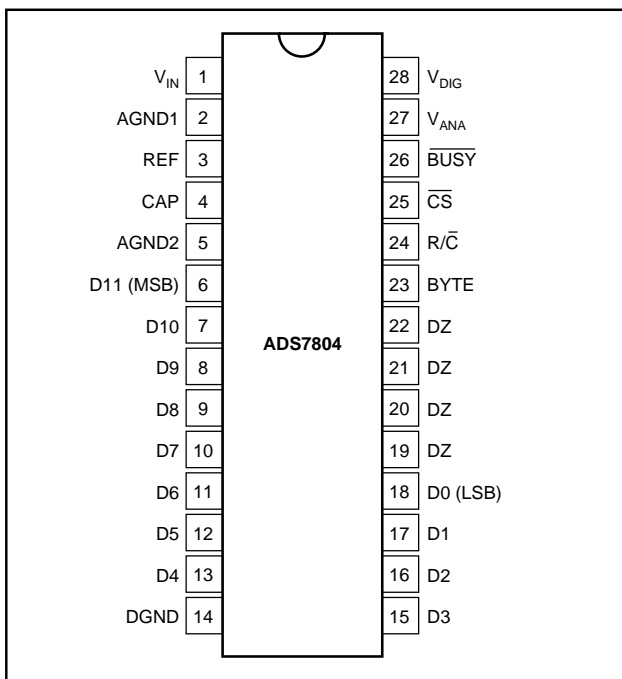 V_IN 1 28 V_DIG
AGND1 2 27 V_ANA
REF 3 26 B̅U̅S̅Y̅
CAP 4 25 C̅S̅
AGND2 5 24 R/C̅
D11 (MSB) 6 23 BYTE
D10 7 22 DZ
ADS7804
D9 8 21 DZ
D8 9 20 DZ
D7 10 19 DZ
D6 11 18 D0 (LSB)
D5 12 17 D1
D4 13 16 D2
DGND 14 15 D3